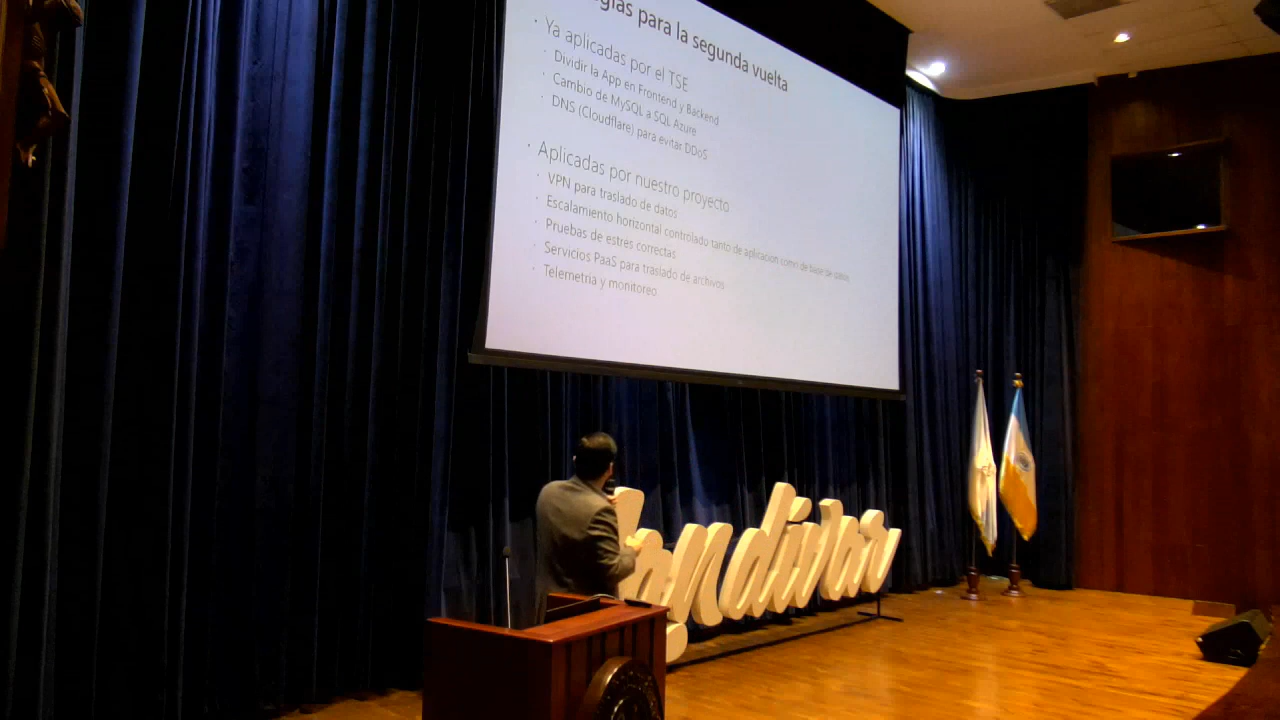 gias para la segunda vuelta
· Ya aplicadas por el TSE
· Dividir la App en Frontend y Backend
· Cambio de MySQL a SQL Azure
· DNS (Cloudflare) para evitar DDoS
· Aplicadas por nuestro proyecto
· VPN para traslado de datos
· Escalamiento horizontal controlado tanto de aplicacion como de base de datos
· Pruebas de estres correctas
· Servicios PaaS para traslado de archivos
· Telemetria y monitoreo
landívar